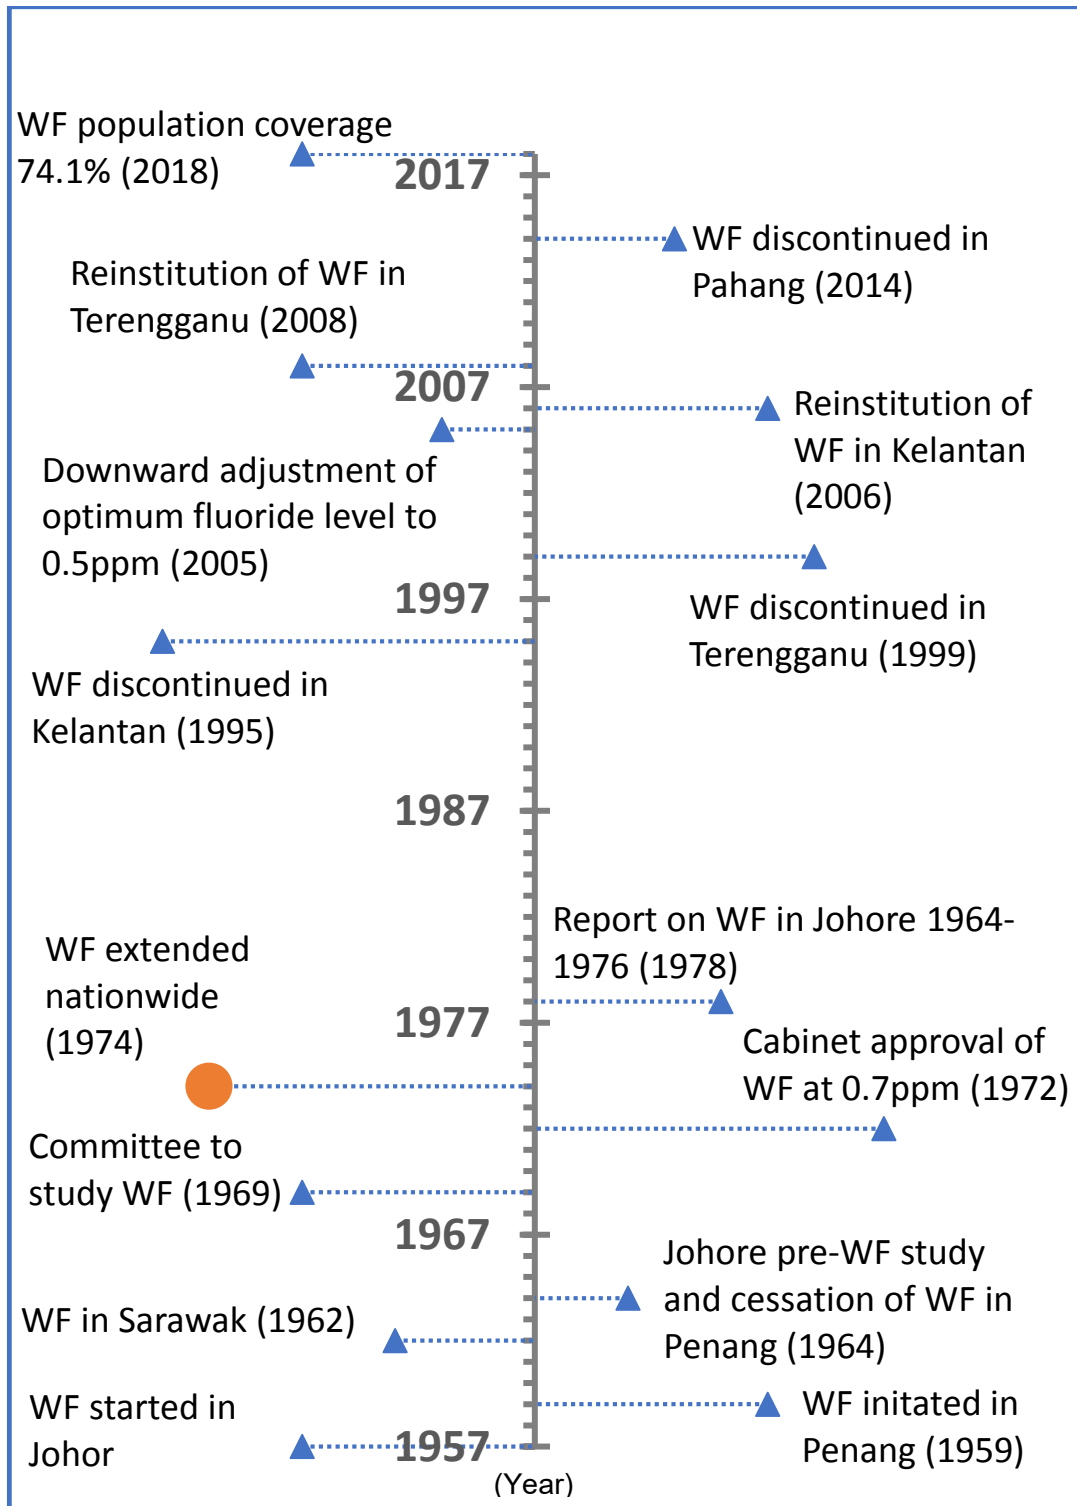 WF population coverage
74.1% (2018)
2017
WF discontinued in
Pahang (2014)
Reinstitution of WF in
Terengganu (2008)
2007
Reinstitution of
WF in Kelantan
(2006)
Downward adjustment of
optimum fluoride level to
0.5ppm (2005)
1997
WF discontinued in
Terengganu (1999)
WF discontinued in
Kelantan (1995)
1987
Report on WF in Johore 1964-
1976 (1978)
WF extended
nationwide
(1974)
1977
Cabinet approval of
WF at 0.7ppm (1972)
Committee to
study WF (1969)
1967
Johore pre-WF study
and cessation of WF in
Penang (1964)
WF in Sarawak (1962)
WF started in
Johor
WF initated in
Penang (1959)
1957
(Year)